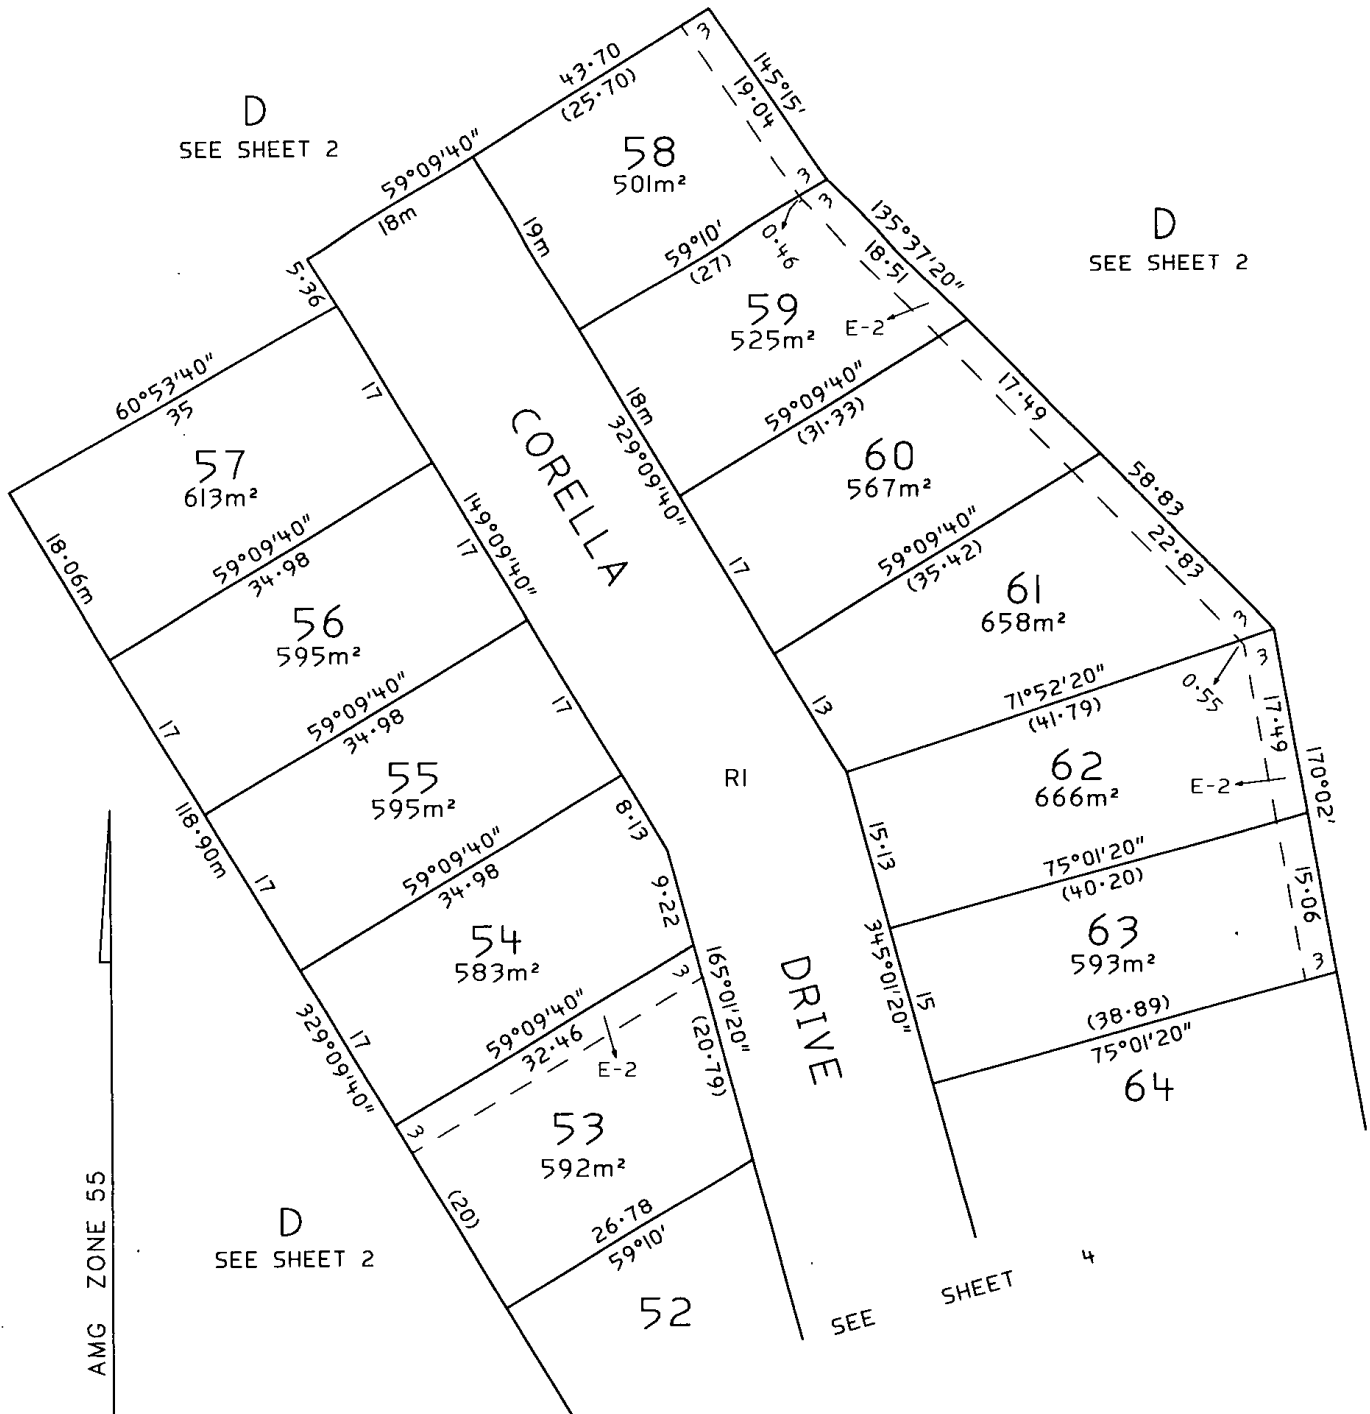 3
43·70
(25·70)
145°15'
19·04
D
SEE SHEET 2
58
501m²
59°09'40"
18m
3
3
19m
59°10'
(27)
0·46
135°37'20"
18·51
D
SEE SHEET 2
5·36
59
525m²
E-2
60°53'40"
35
17
18m
329°09'40"
59°09'40"
(31·33)
17·49
CORELLA
57
613m²
60
567m²
58·83
18·06m
59°09'40"
34·98
149°09'40"
17
17
59°09'40"
(35·42)
22·83
56
595m²
61
658m²
3
3
17
59°09'40"
34·98
17
13
71°52'20"
(41·79)
0·55
17·49
55
595m²
R1
62
666m²
E-2
170°02'
118·90m
17
59°09'40"
34·98
8·13
15·13
75°01'20"
(40·20)
9·22
15·06
54
583m²
3
165°01'20"
345°01'20"
15
63
593m²
3
329°09'40"
17
59°09'40"
32·46
E-2
(20·79)
DRIVE
(38·89)
75°01'20"
64
3
53
592m²
(20)
26·78
59°10'
D
SEE SHEET 2
52
SEE SHEET 4
AMG ZONE 55